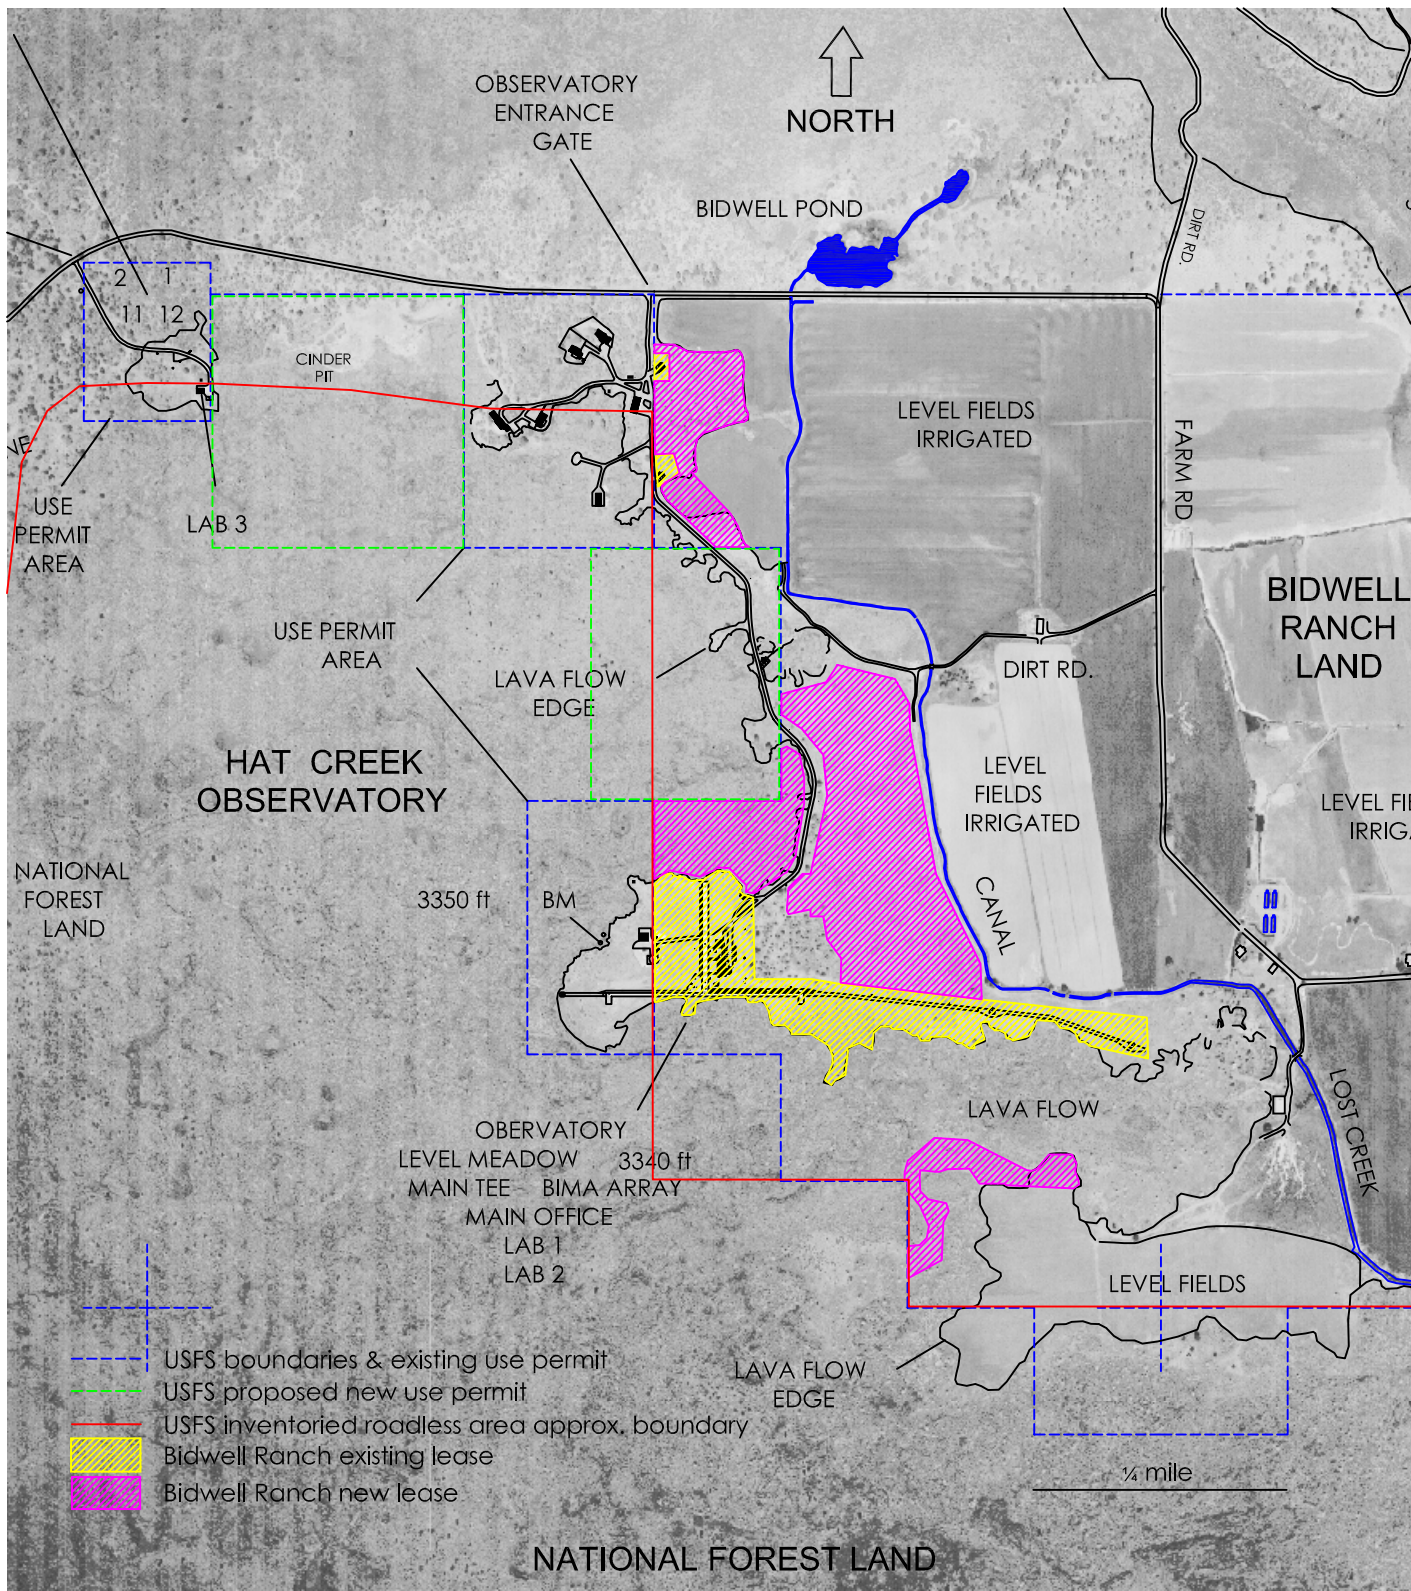 OBSERVATORY
ENTRANCE
GATE
NORTH
BIDWELL POND
DIRT RD.
2 1
11 12
CINDER
PIT
LEVEL FIELDS
IRRIGATED
FARM RD
USE
PERMIT
AREA
LAB 3
BIDWELL
RANCH
LAND
USE PERMIT
AREA
LAVA FLOW
EDGE
DIRT RD.
HAT CREEK
OBSERVATORY
LEVEL
FIELDS
IRRIGATED
LEVEL FIE
IRRIGA
NATIONAL
FOREST
LAND
3350 ft
BM
CANAL
LAVA FLOW
LOST CREEK
OBERVATORY
LEVEL MEADOW 3340 ft
MAIN TEE BIMA ARRAY
MAIN OFFICE
LAB 1
LAB 2
LEVEL FIELDS
LAVA FLOW
EDGE
USFS boundaries & existing use permit
USFS proposed new use permit
USFS inventoried roadless area approx. boundary
Bidwell Ranch existing lease
Bidwell Ranch new lease
¼ mile
NATIONAL FOREST LAND